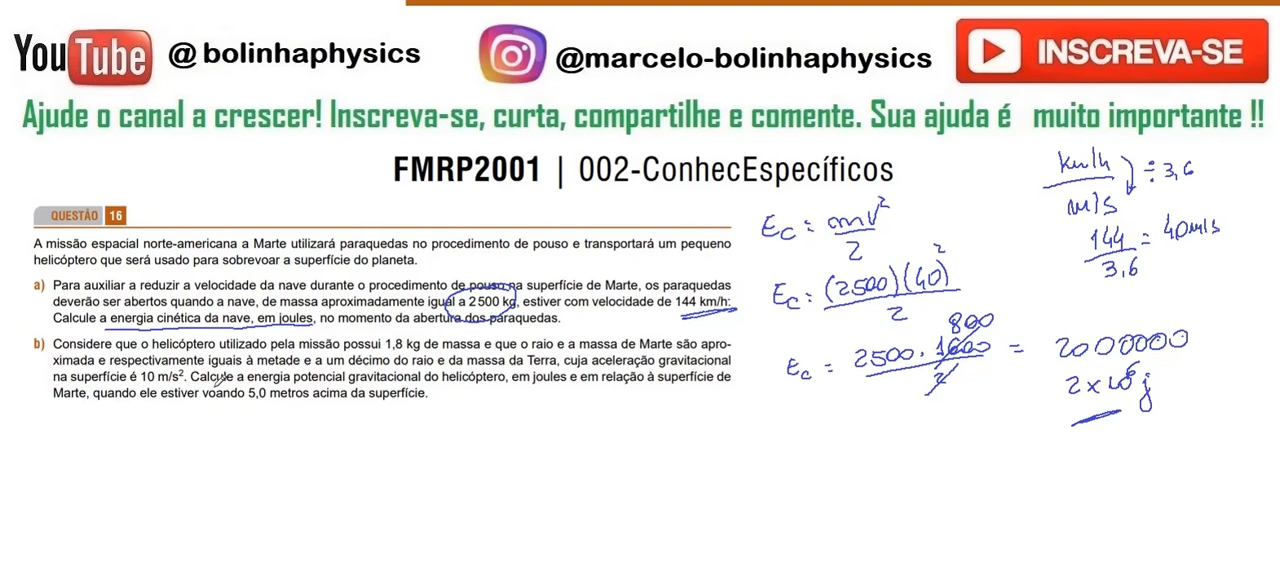 YouTube @ bolinhaphysics @marcelo-bolinhaphysics INSCREVA-SE
Ajude o canal a crescer! Inscreva-se, curta, compartilhe e comente. Sua ajuda é muito importante !!
FMRP2001 | 002-ConhecEspecíficos
QUESTÃO 16
A missão espacial norte-americana a Marte utilizará paraquedas no procedimento de pouso e transportará um pequeno
helicóptero que será usado para sobrevoar a superfície do planeta.
a) Para auxiliar a reduzir a velocidade da nave durante o procedimento de pouso na superfície de Marte, os paraquedas
deverão ser abertos quando a nave, de massa aproximadamente igual a 2 500 kg, estiver com velocidade de 144 km/h.
Calcule a energia cinética da nave, em joules, no momento da abertura dos paraquedas.
b) Considere que o helicóptero utilizado pela missão possui 1,8 kg de massa e que o raio e a massa de Marte são apro-
ximada e respectivamente iguais à metade e a um décimo do raio e da massa da Terra, cuja aceleração gravitacional
na superfície é 10 m/s². Calcule a energia potencial gravitacional do helicóptero, em joules e em relação à superfície de
Marte, quando ele estiver voando 5,0 metros acima da superfície.
Ec = mv²
2
Ec = (2500)(40)²
2
800
Ec = 2500 . 1600 = 2000000
2
2 x 10⁶ j
km/h
÷ 3,6
m/s
144 = 40m/s
3,6